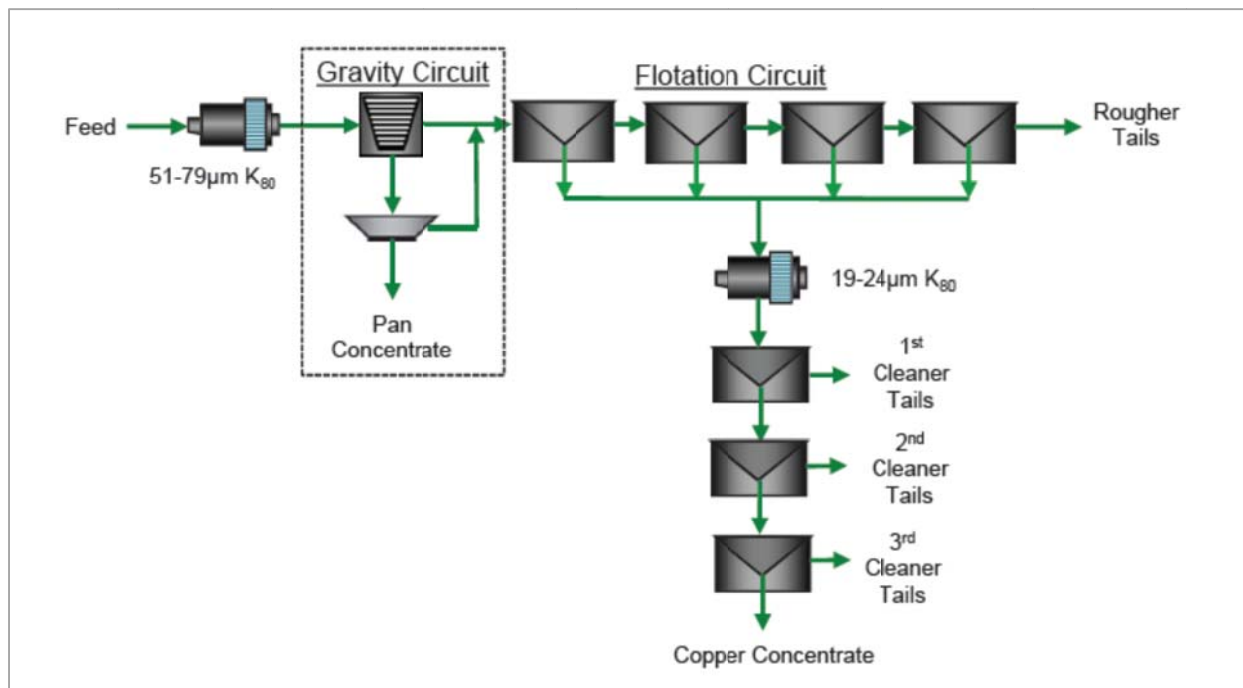 Gravity Circuit
Flotation Circuit
Feed
51-79µm K₈₀
Rougher
Tails
Pan
Concentrate
19-24µm K₈₀
1st
Cleaner
Tails
2nd
Cleaner
Tails
3rd
Cleaner
Tails
Copper Concentrate